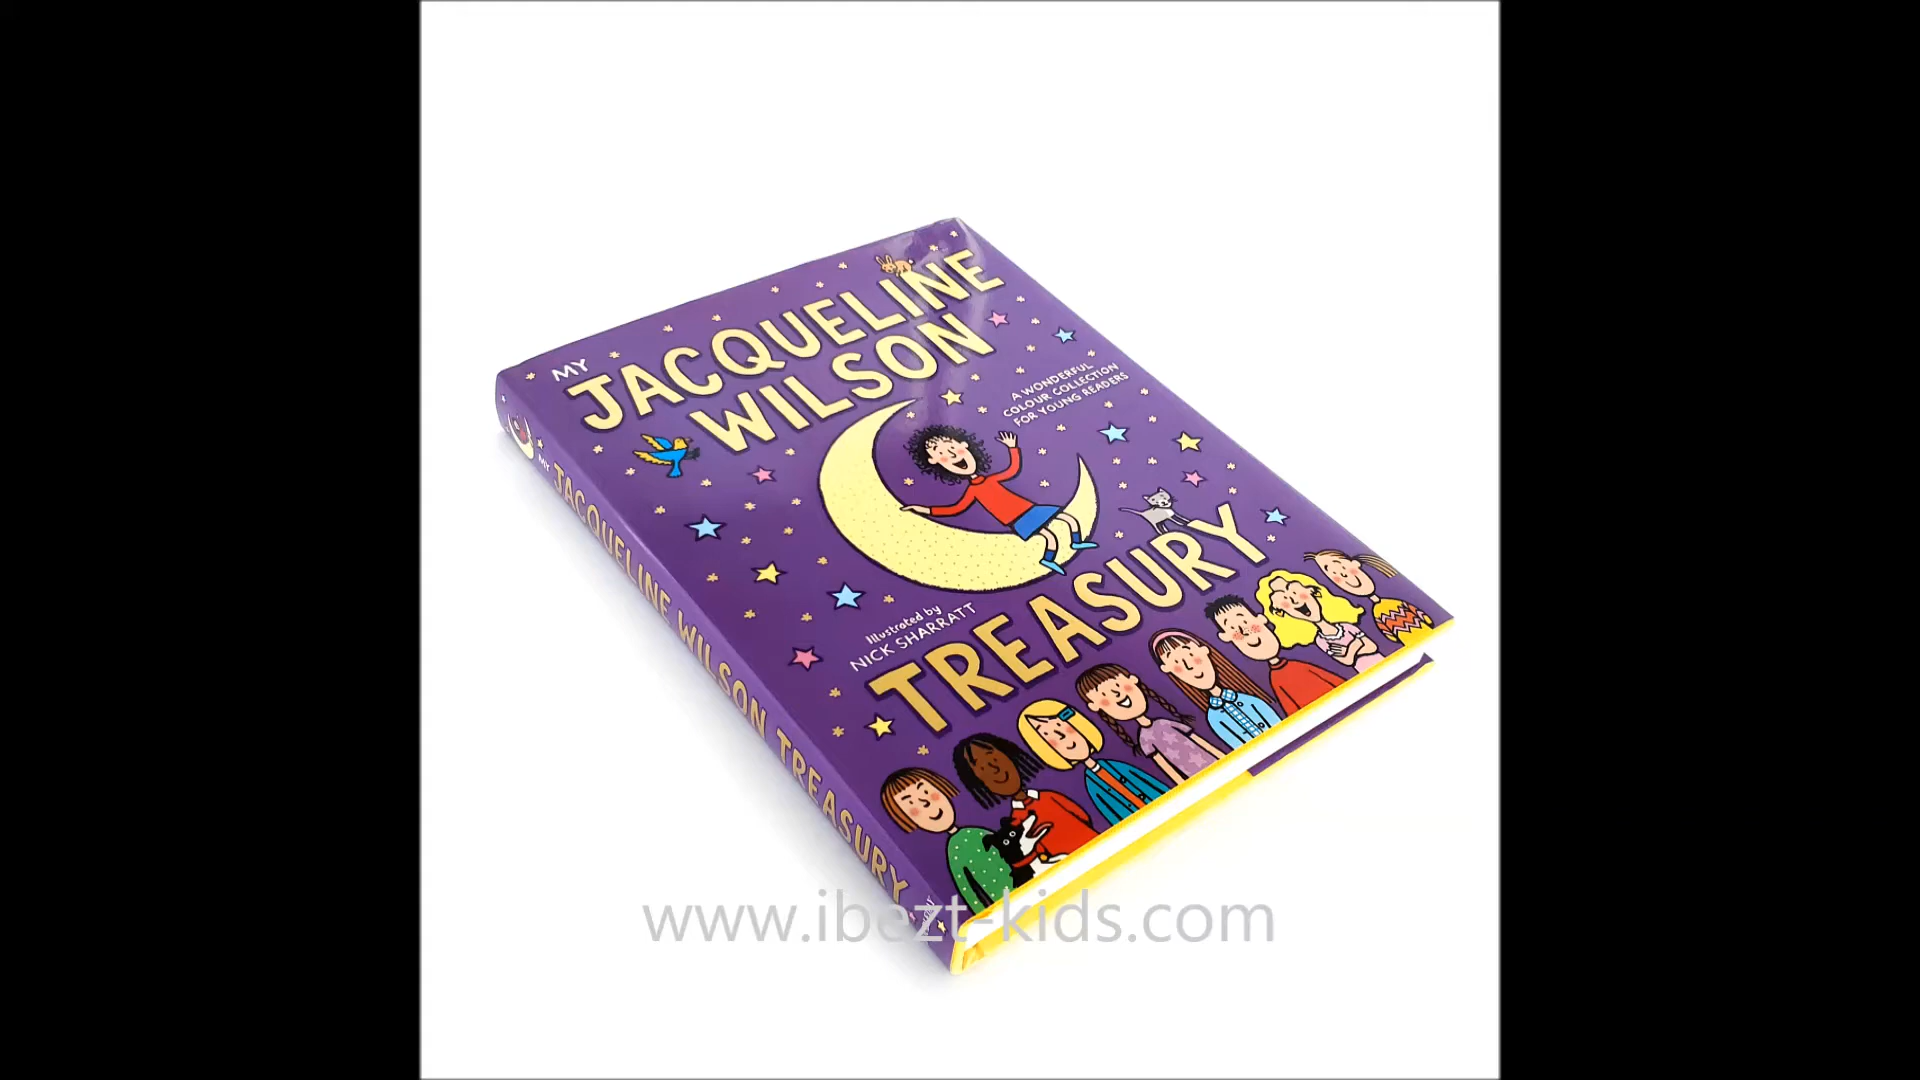 MY
JACQUELINE
WILSON
A WONDERFUL
COLOUR COLLECTION
FOR YOUNG READERS
Illustrated by
NICK SHARRATT
TREASURY
MY JACQUELINE WILSON TREASURY
www.ibezt-kids.com